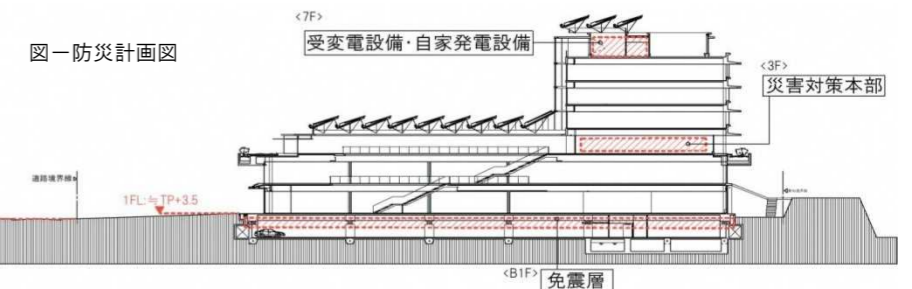 <7F>
図－防災計画図
受変電設備･自家発電設備
<3F>
災害対策本部
道路境界線
1FL:≒TP+3.5
<B1F>
免震層